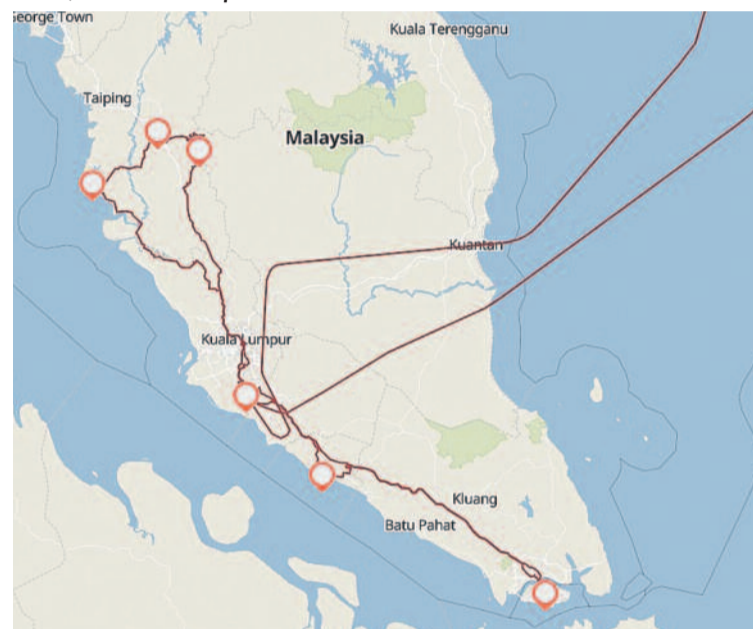 George Town
Kuala Terengganu
Taiping
Malaysia
Kuantan
Kuala Lumpur
Kluang
Batu Pahat